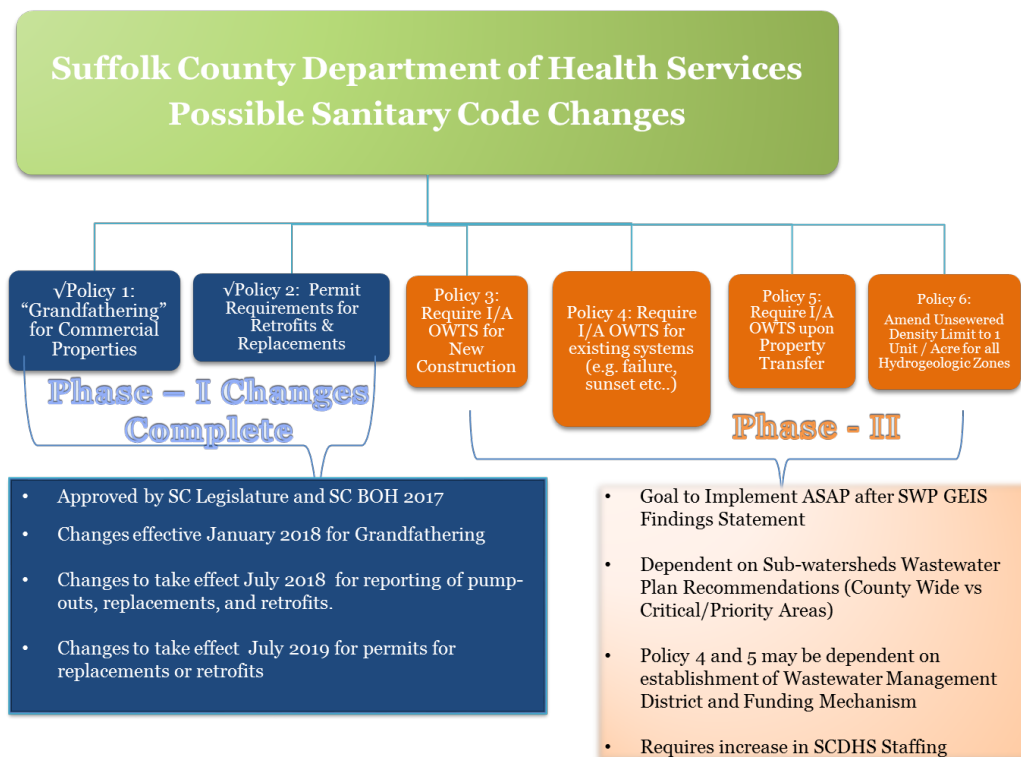 Suffolk County Department of Health Services
Possible Sanitary Code Changes
√Policy 1:
“Grandfathering”
for Commercial
Properties
√Policy 2:  Permit
Requirements for
Retrofits &
Replacements
Policy 3:
Require I/A
OWTS for
New
Construction
Policy 4: Require
I/A OWTS for
existing systems
(e.g. failure,
sunset etc..)
Policy 5:
Require I/A
OWTS upon
Property
Transfer
Policy 6:
Amend Unsewered
Density Limit to 1
Unit / Acre for all
Hydrogeologic Zones
Phase – I Changes
Complete
Phase - II
• Approved by SC Legislature and SC BOH 2017
• Changes effective January 2018 for Grandfathering
• Changes to take effect July 2018  for reporting of pump-
outs, replacements, and retrofits.
• Changes to take effect  July 2019 for permits for
replacements or retrofits
• Goal to Implement ASAP after SWP GEIS
Findings Statement
• Dependent on Sub-watersheds Wastewater
Plan Recommendations (County Wide vs
Critical/Priority Areas)
• Policy 4 and 5 may be dependent on
establishment of Wastewater Management
District and Funding Mechanism
• Requires increase in SCDHS Staffing